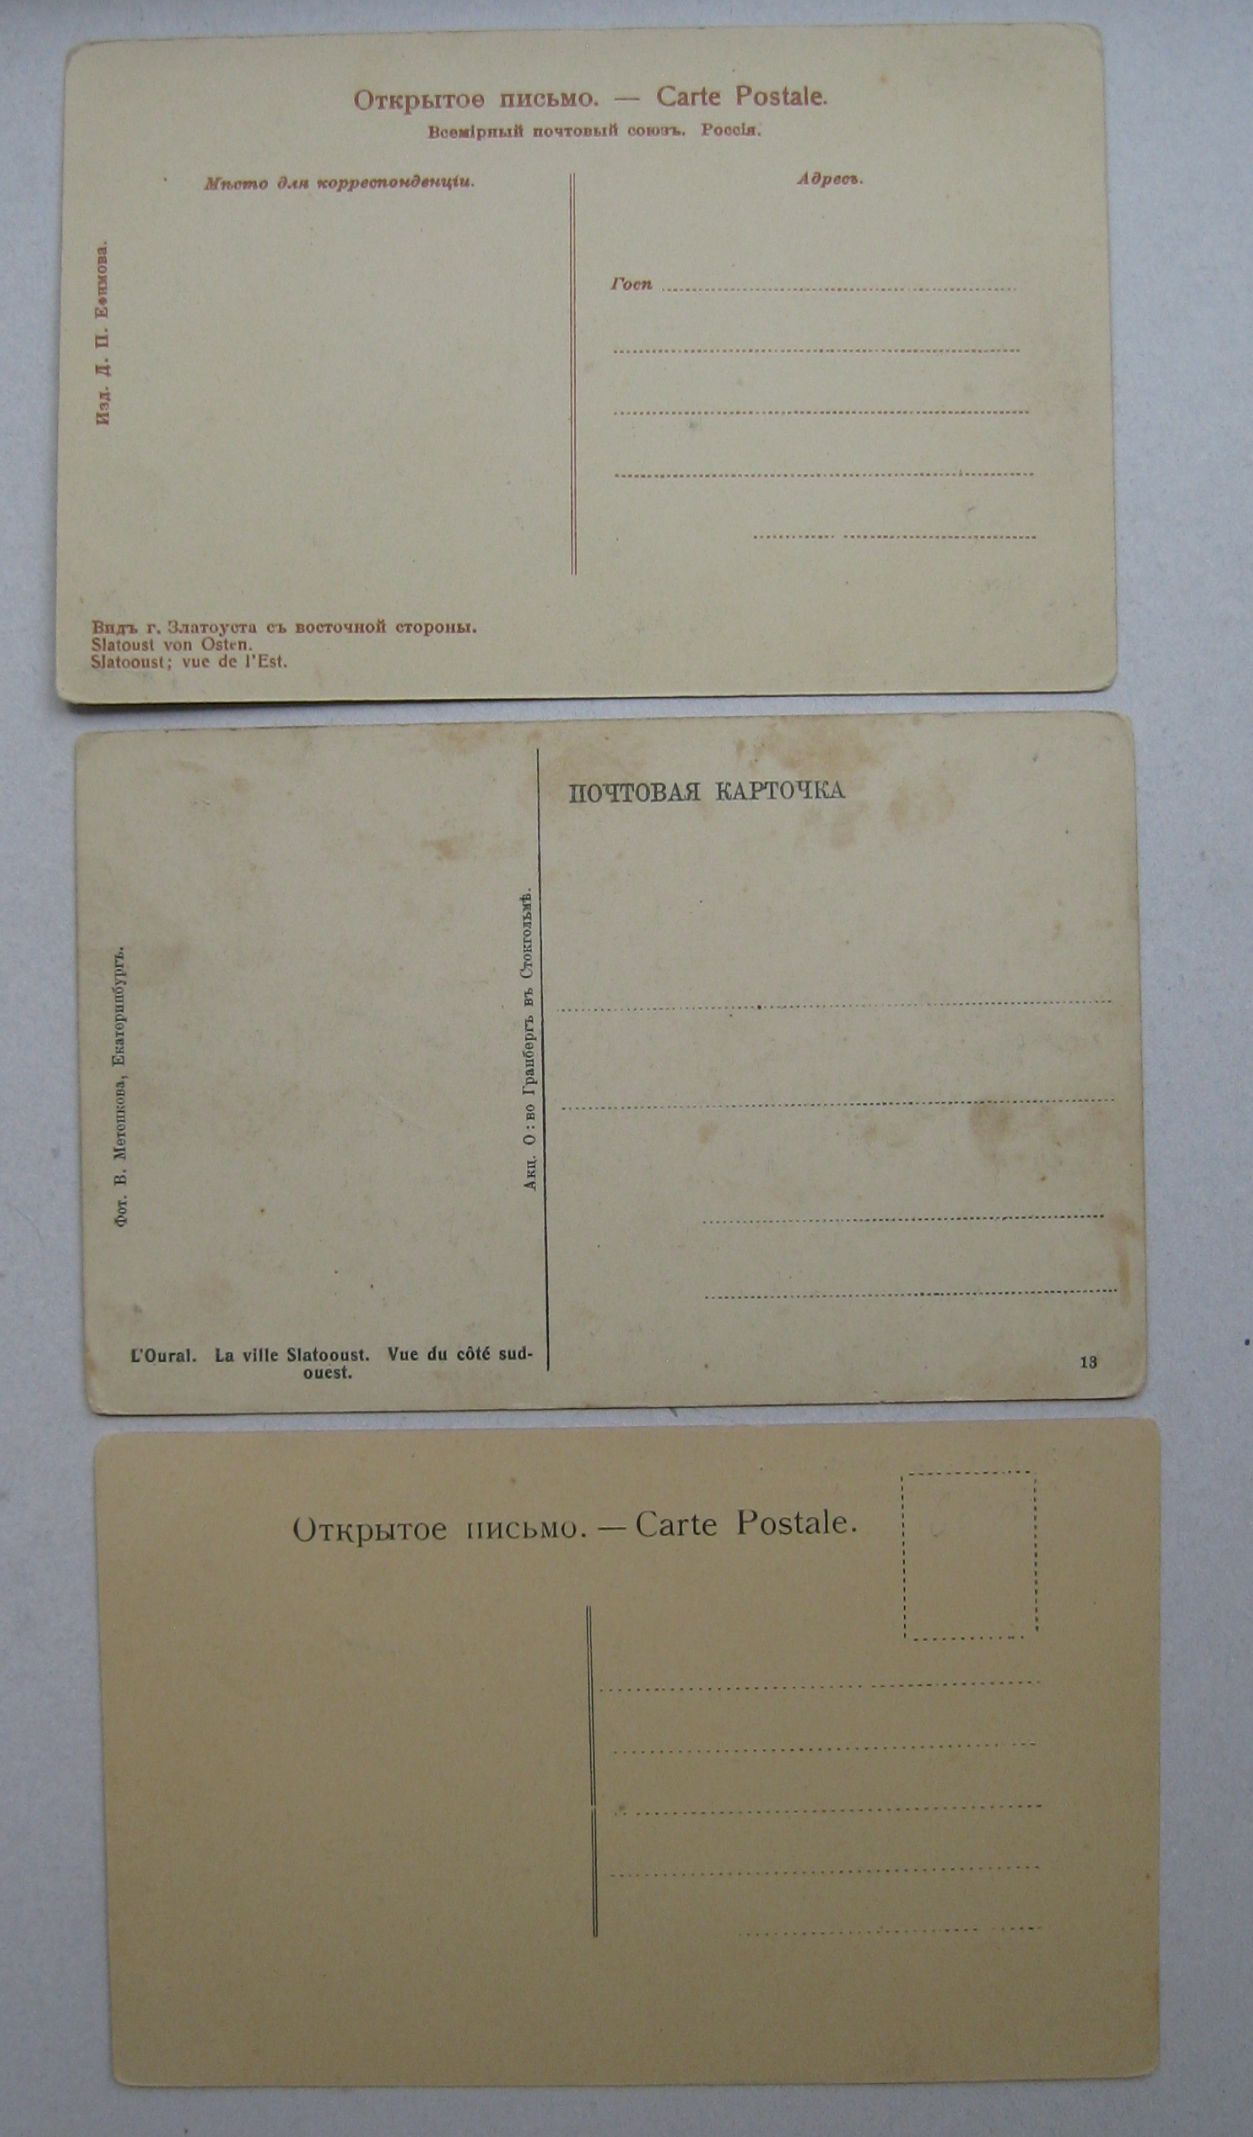 Открытое письмо. — Carte Postale.
Всемірный почтовый союзъ. Россія.
Мѣсто для корреспонденціи.
Адресъ.
Госп
Изд. Д. П. Ефимова.
Видъ г. Златоуста съ восточной стороны.
Slatoust von Osten.
Slatooust; vue de l'Est.
ПОЧТОВАЯ КАРТОЧКА
Фот. В. Метенкова, Екатеринбургъ.
Акц. О:во Гранбергъ въ Стокгольмѣ.
L'Oural. La ville Slatooust. Vue du côté sud-
ouest.
13
Открытое письмо. — Carte Postale.